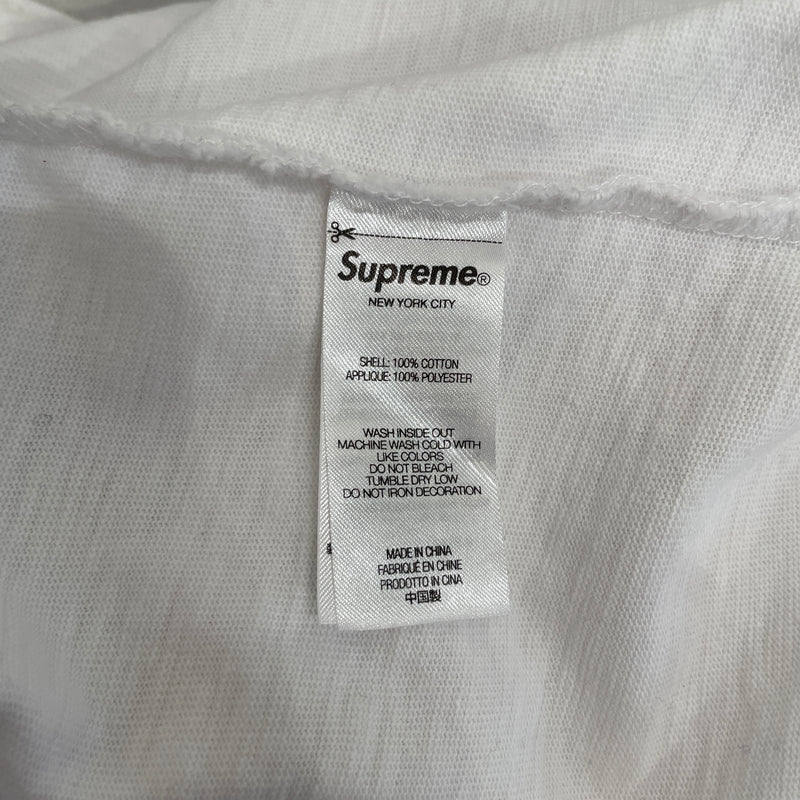 Supreme®
NEW YORK CITY
SHELL: 100% COTTON
APPLIQUE: 100% POLYESTER
WASH INSIDE OUT
MACHINE WASH COLD WITH
LIKE COLORS
DO NOT BLEACH
TUMBLE DRY LOW
DO NOT IRON DECORATION
MADE IN CHINA
FABRIQUÉ EN CHINE
PRODOTTO IN CINA
中国製